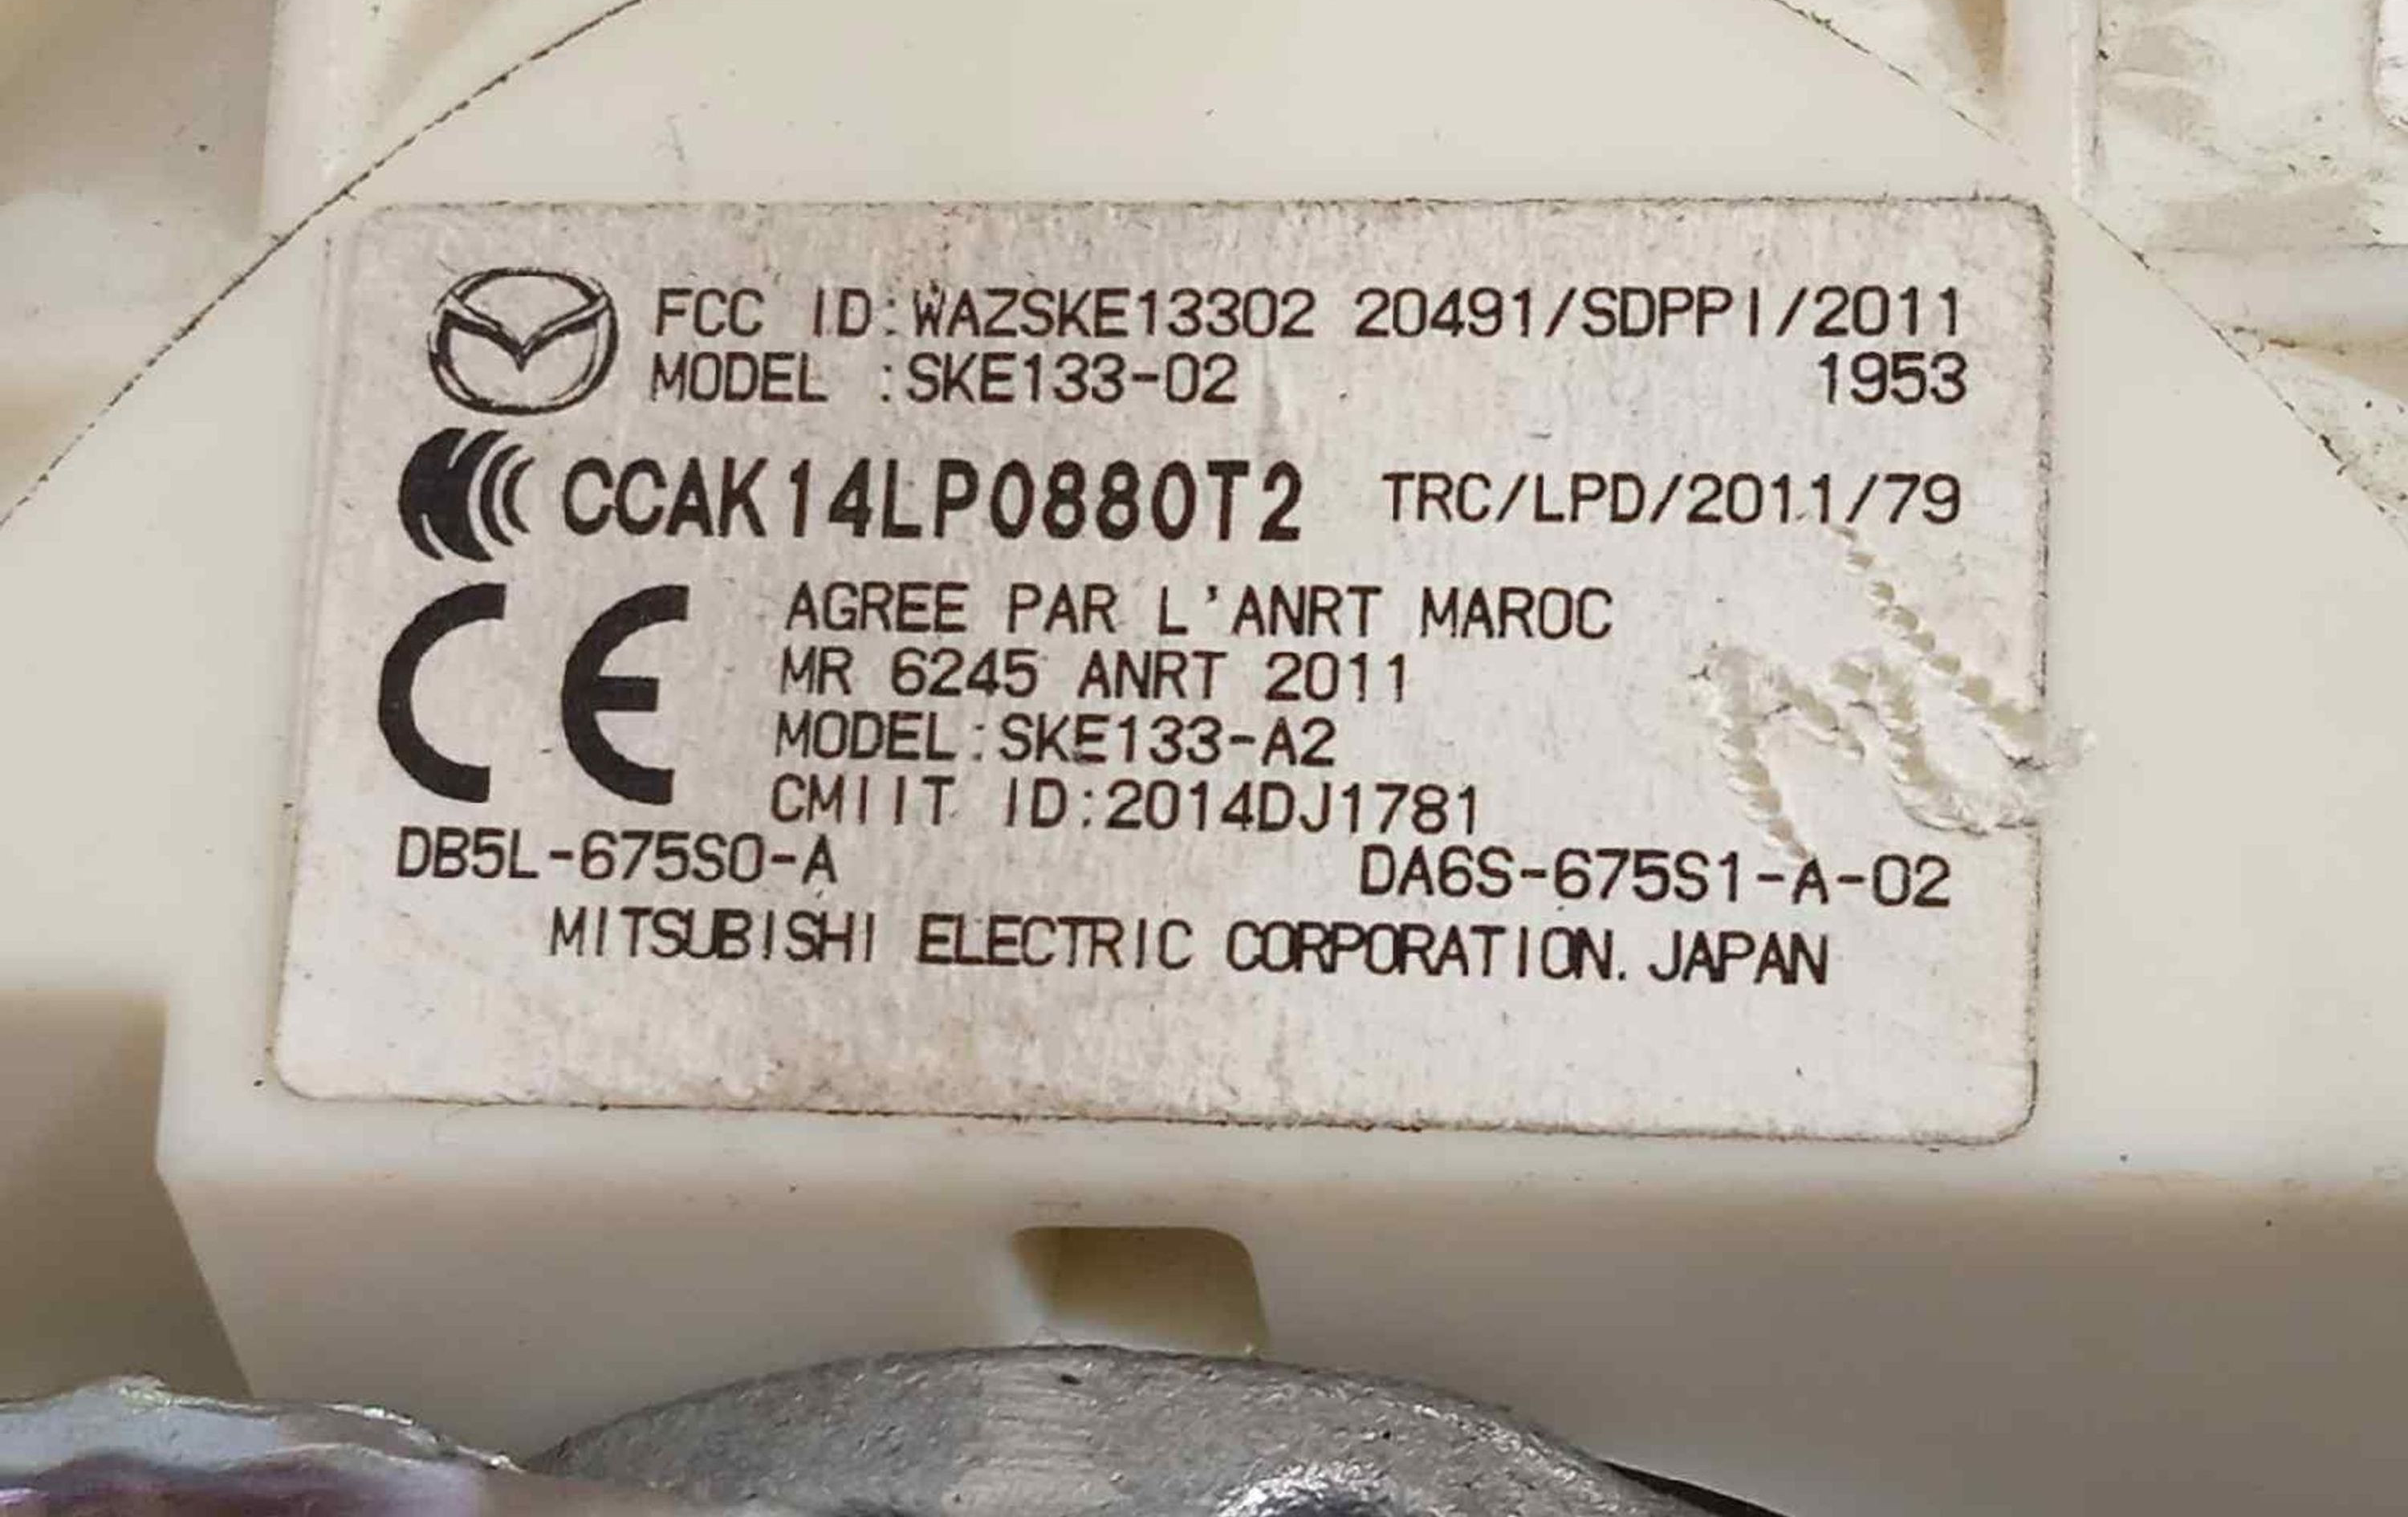 FCC ID:WAZSKE13302 20491/SDPPI/2011
MODEL :SKE133-02 1953
CCAK14LP0880T2 TRC/LPD/2011/79
CE AGREE PAR L'ANRT MAROC
MR 6245 ANRT 2011
MODEL:SKE133-A2
CMIIT ID:2014DJ1781
DB5L-675S0-A DA6S-675S1-A-02
MITSUBISHI ELECTRIC CORPORATION. JAPAN